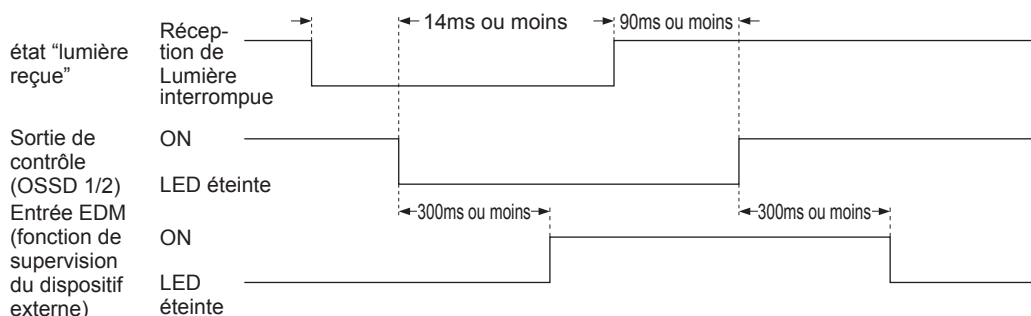 14ms ou moins
90ms ou moins
état “lumière
reçue”
Récep-
tion de
Lumière
interrompue
Sortie de
contrôle
(OSSD 1/2)
ON
LED éteinte
300ms ou moins
300ms ou moins
Entrée EDM
(fonction de
supervision
du dispositif
externe)
ON
LED
éteinte